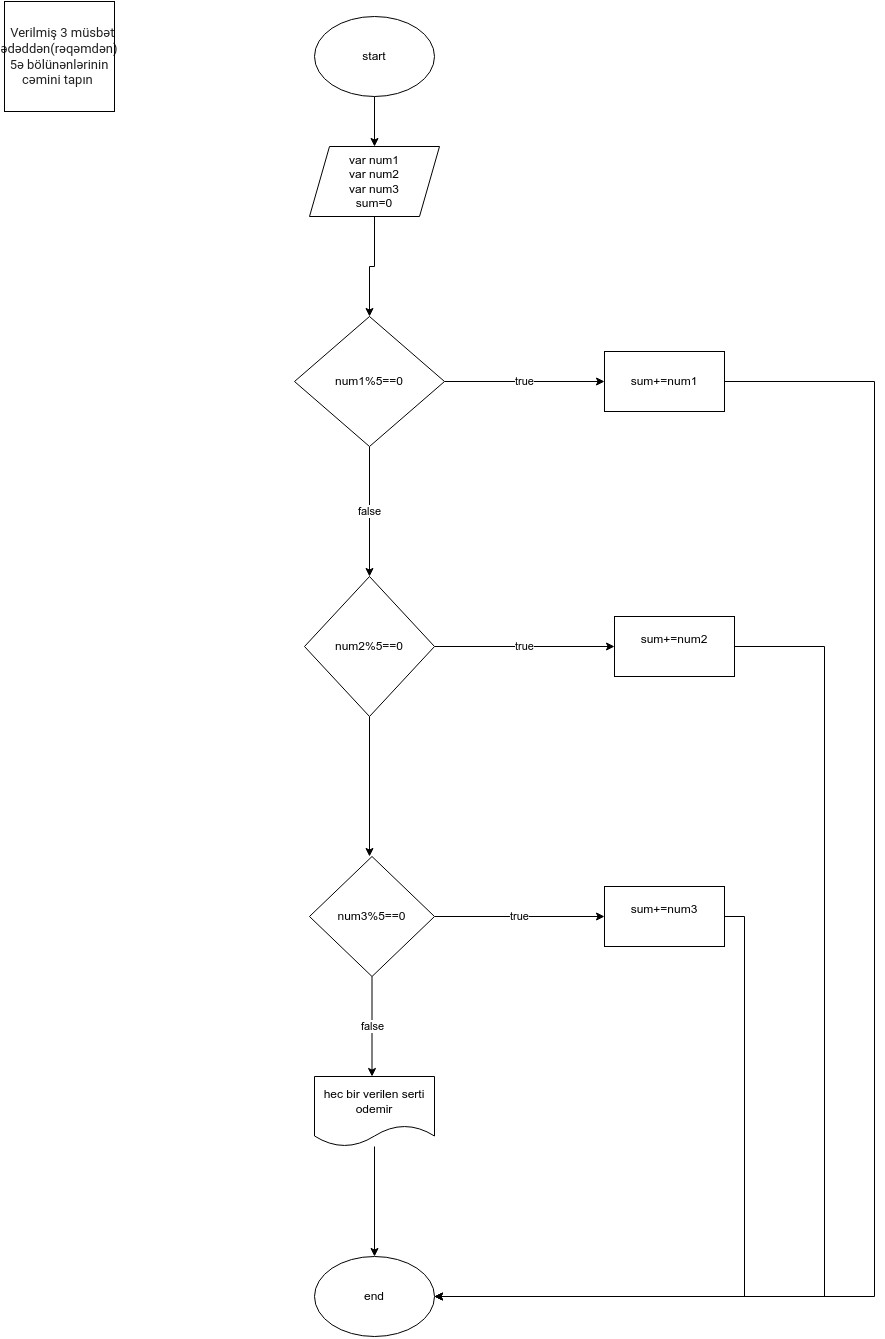 Verilmiş 3 müsbət
ədəddən(rəqəmdən)
5ə bölünənlərinin
cəmini tapın
start
var num1
var num2
var num3
sum=0
num1%5==0
true
sum+=num1
false
num2%5==0
true
sum+=num2
num3%5==0
true
sum+=num3
false
hec bir verilen serti
odemir
end